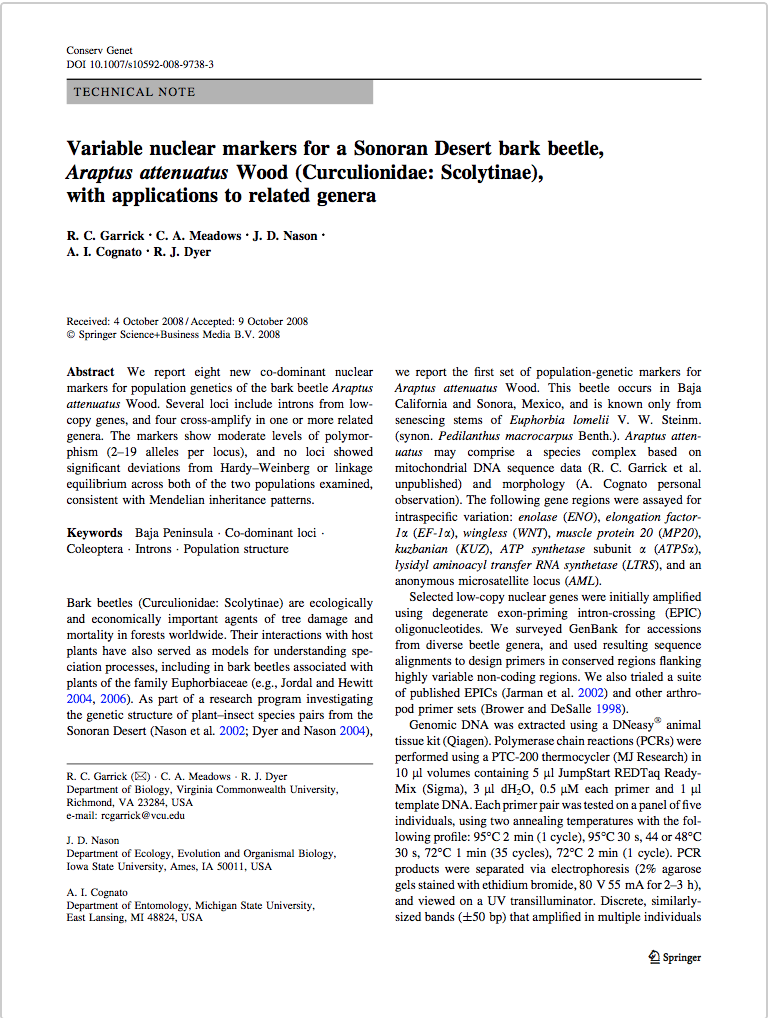 Conserv Genet
DOI 10.1007/s10592-008-9738-3
TECHNICAL NOTE
Variable nuclear markers for a Sonoran Desert bark beetle,
Araptus attenuatus Wood (Curculionidae: Scolytinae),
with applications to related genera
R. C. Garrick · C. A. Meadows · J. D. Nason ·
A. I. Cognato · R. J. Dyer
Received: 4 October 2008 / Accepted: 9 October 2008
© Springer Science+Business Media B.V. 2008
Abstract We report eight new co-dominant nuclear
markers for population genetics of the bark beetle Araptus
attenuatus Wood. Several loci include introns from low-
copy genes, and four cross-amplify in one or more related
genera. The markers show moderate levels of polymor-
phism (2–19 alleles per locus), and no loci showed
significant deviations from Hardy–Weinberg or linkage
equilibrium across both of the two populations examined,
consistent with Mendelian inheritance patterns.
Keywords Baja Peninsula · Co-dominant loci ·
Coleoptera · Introns · Population structure
Bark beetles (Curculionidae: Scolytinae) are ecologically
and economically important agents of tree damage and
mortality in forests worldwide. Their interactions with host
plants have also served as models for understanding spe-
ciation processes, including in bark beetles associated with
plants of the family Euphorbiaceae (e.g., Jordal and Hewitt
2004, 2006). As part of a research program investigating
the genetic structure of plant–insect species pairs from the
Sonoran Desert (Nason et al. 2002; Dyer and Nason 2004),
R. C. Garrick (✉) · C. A. Meadows · R. J. Dyer
Department of Biology, Virginia Commonwealth University,
Richmond, VA 23284, USA
e-mail: rcgarrick@vcu.edu
J. D. Nason
Department of Ecology, Evolution and Organismal Biology,
Iowa State University, Ames, IA 50011, USA
A. I. Cognato
Department of Entomology, Michigan State University,
East Lansing, MI 48824, USA
we report the first set of population-genetic markers for
Araptus attenuatus Wood. This beetle occurs in Baja
California and Sonora, Mexico, and is known only from
senescing stems of Euphorbia lomelii V. W. Steinm.
(synon. Pedilanthus macrocarpus Benth.). Araptus atten-
uatus may comprise a species complex based on
mitochondrial DNA sequence data (R. C. Garrick et al.
unpublished) and morphology (A. Cognato personal
observation). The following gene regions were assayed for
intraspecific variation: enolase (ENO), elongation factor-
1α (EF-1α), wingless (WNT), muscle protein 20 (MP20),
kuzbanian (KUZ), ATP synthetase subunit α (ATPSα),
lysidyl aminoacyl transfer RNA synthetase (LTRS), and an
anonymous microsatellite locus (AML).
Selected low-copy nuclear genes were initially amplified
using degenerate exon-priming intron-crossing (EPIC)
oligonucleotides. We surveyed GenBank for accessions
from diverse beetle genera, and used resulting sequence
alignments to design primers in conserved regions flanking
highly variable non-coding regions. We also trialed a suite
of published EPICs (Jarman et al. 2002) and other arthro-
pod primer sets (Brower and DeSalle 1998).
Genomic DNA was extracted using a DNeasy® animal
tissue kit (Qiagen). Polymerase chain reactions (PCRs) were
performed using a PTC-200 thermocycler (MJ Research) in
10 μl volumes containing 5 μl JumpStart REDTaq Ready-
Mix (Sigma), 3 μl dH₂O, 0.5 μM each primer and 1 μl
template DNA. Each primer pair was tested on a panel of five
individuals, using two annealing temperatures with the fol-
lowing profile: 95°C 2 min (1 cycle), 95°C 30 s, 44 or 48°C
30 s, 72°C 1 min (35 cycles), 72°C 2 min (1 cycle). PCR
products were separated via electrophoresis (2% agarose
gels stained with ethidium bromide, 80 V 55 mA for 2–3 h),
and viewed on a UV transilluminator. Discrete, similarly-
sized bands (±50 bp) that amplified in multiple individuals
Springer